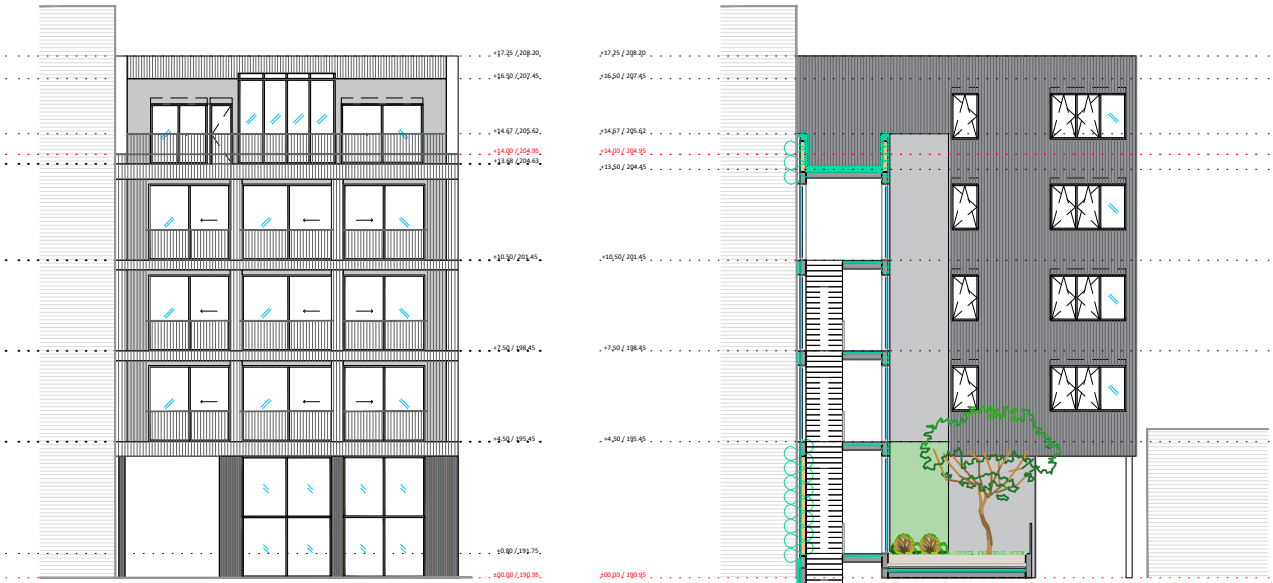 +17.25 / 208.20
+16.50 / 207.45
+14.67 / 205.62
+14.00 / 204.95
+13.68 / 204.63
+10.50 / 201.45
+7.50 / 198.45
+4.50 / 195.45
+0.80 / 191.75
±00.00 / 190.95
+17.25 / 208.20
+16.50 / 207.45
+14.67 / 205.62
+14.00 / 204.95
+13.50 / 204.45
+10.50 / 201.45
+7.50 / 198.45
+4.50 / 195.45
±00.00 / 190.95